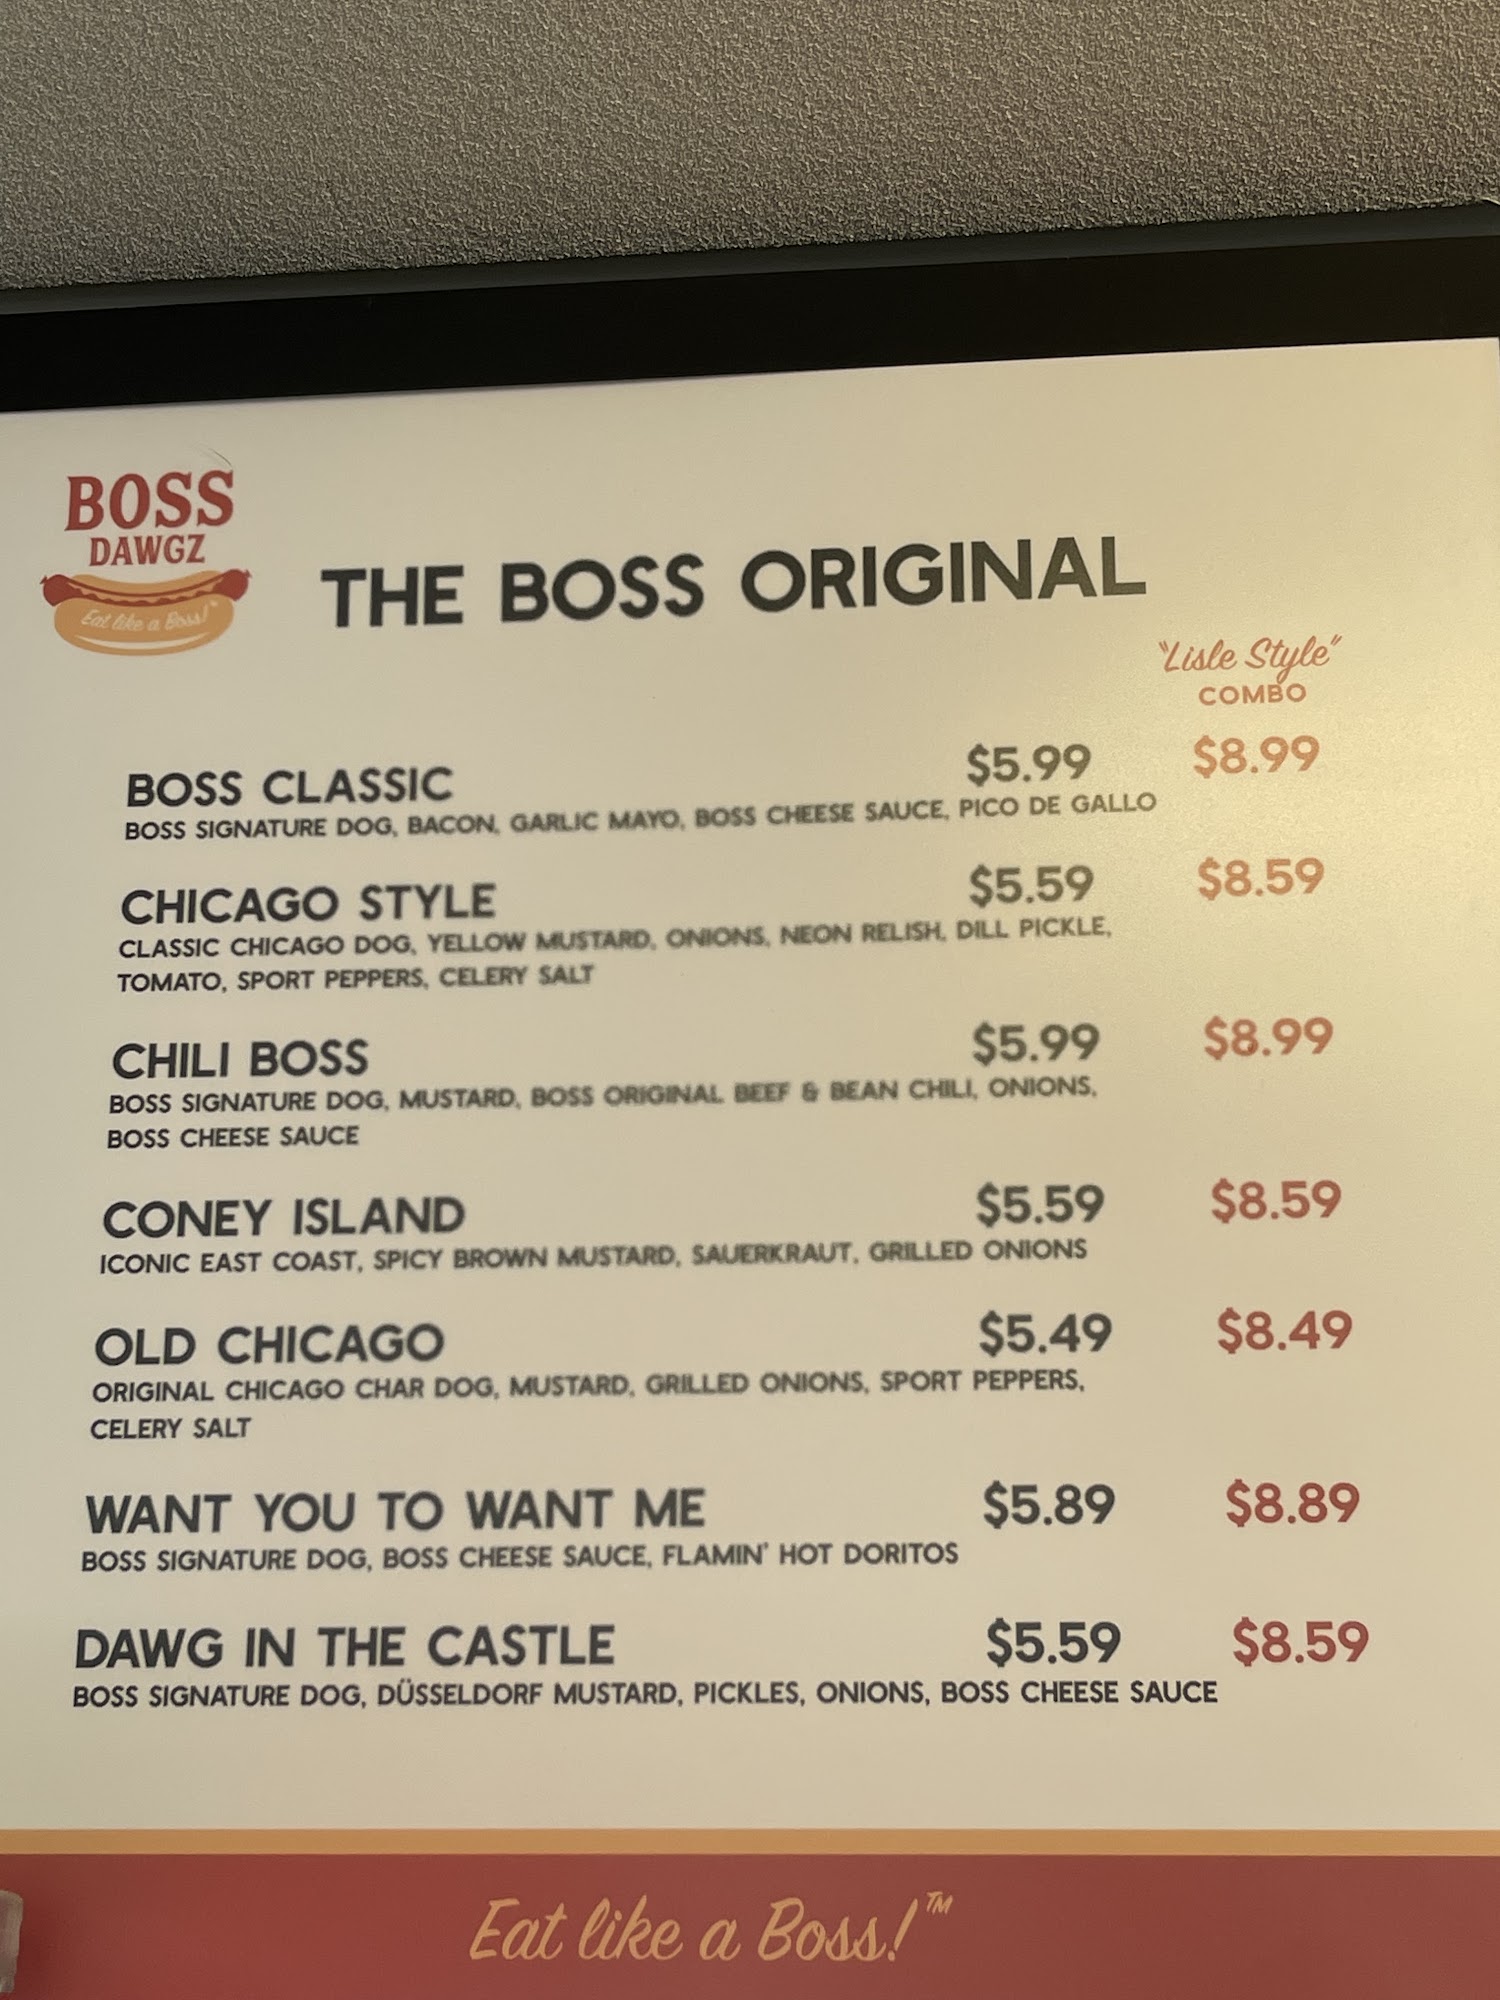 BOSS
DAWGZ
Eat like a Boss!™
THE BOSS ORIGINAL
"Lisle Style"
COMBO
BOSS CLASSIC $5.99 $8.99
BOSS SIGNATURE DOG, BACON, GARLIC MAYO, BOSS CHEESE SAUCE, PICO DE GALLO
CHICAGO STYLE $5.59 $8.59
CLASSIC CHICAGO DOG, YELLOW MUSTARD, ONIONS, NEON RELISH, DILL PICKLE,
TOMATO, SPORT PEPPERS, CELERY SALT
CHILI BOSS $5.99 $8.99
BOSS SIGNATURE DOG, MUSTARD, BOSS ORIGINAL BEEF & BEAN CHILI, ONIONS,
BOSS CHEESE SAUCE
CONEY ISLAND $5.59 $8.59
ICONIC EAST COAST, SPICY BROWN MUSTARD, SAUERKRAUT, GRILLED ONIONS
OLD CHICAGO $5.49 $8.49
ORIGINAL CHICAGO CHAR DOG, MUSTARD, GRILLED ONIONS, SPORT PEPPERS,
CELERY SALT
WANT YOU TO WANT ME $5.89 $8.89
BOSS SIGNATURE DOG, BOSS CHEESE SAUCE, FLAMIN' HOT DORITOS
DAWG IN THE CASTLE $5.59 $8.59
BOSS SIGNATURE DOG, DÜSSELDORF MUSTARD, PICKLES, ONIONS, BOSS CHEESE SAUCE
Eat like a Boss!™